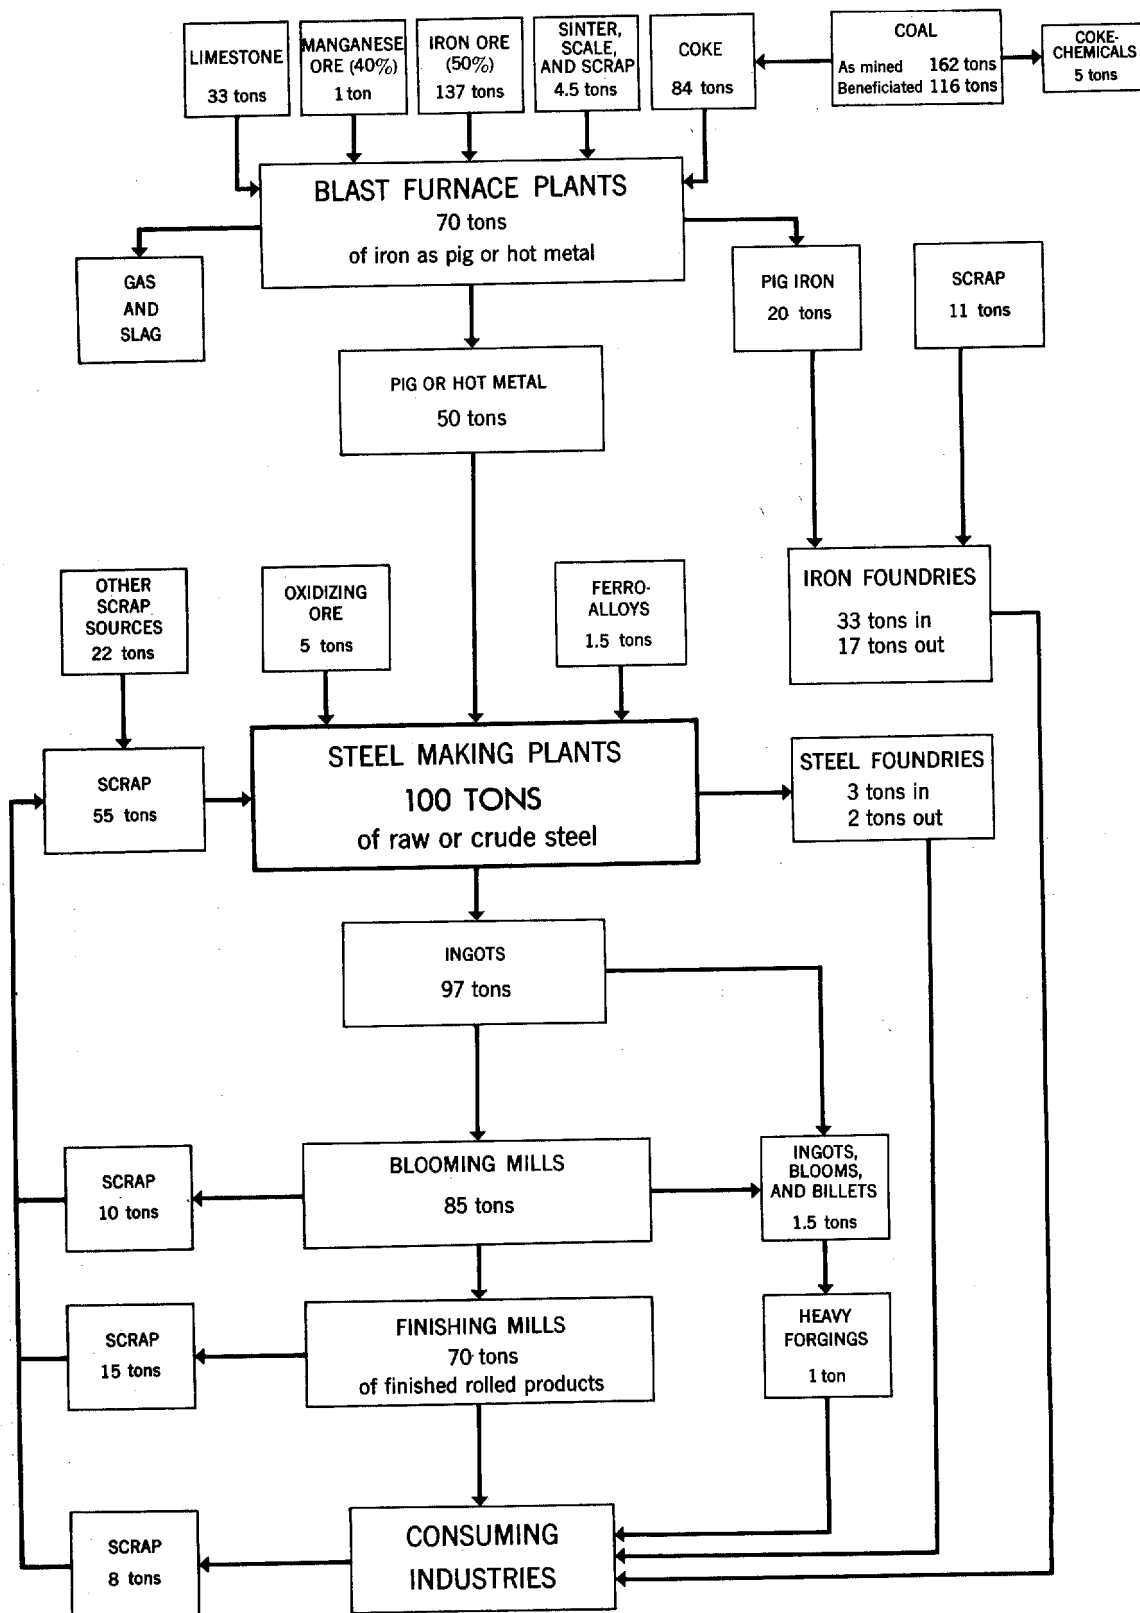 LIMESTONE
33 tons
MANGANESE
ORE (40%)
1 ton
IRON ORE
(50%)
137 tons
SINTER,
SCALE,
AND SCRAP
4.5 tons
COKE
84 tons
COAL
As mined 162 tons
Beneficiated 116 tons
COKE-
CHEMICALS
5 tons
BLAST FURNACE PLANTS
70 tons
of iron as pig or hot metal
GAS
AND
SLAG
PIG IRON
20 tons
SCRAP
11 tons
PIG OR HOT METAL
50 tons
IRON FOUNDRIES
33 tons in
17 tons out
OTHER
SCRAP
SOURCES
22 tons
OXIDIZING
ORE
5 tons
FERRO-
ALLOYS
1.5 tons
SCRAP
55 tons
STEEL MAKING PLANTS
100 TONS
of raw or crude steel
STEEL FOUNDRIES
3 tons in
2 tons out
INGOTS
97 tons
SCRAP
10 tons
BLOOMING MILLS
85 tons
INGOTS,
BLOOMS,
AND BILLETS
1.5 tons
SCRAP
15 tons
FINISHING MILLS
70 tons
of finished rolled products
HEAVY
FORGINGS
1 ton
SCRAP
8 tons
CONSUMING
INDUSTRIES